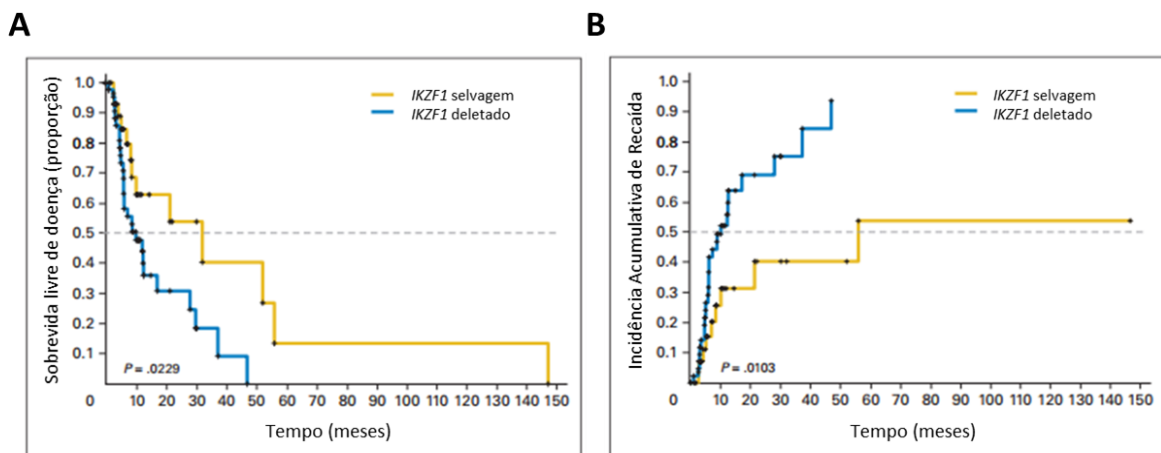 A
Sobrevida livre de doença (proporção)
1.0
0.9
0.8
0.7
0.6
0.5
0.4
0.3
0.2
0.1
IKZF1 selvagem
IKZF1 deletado
P = .0229
0 10 20 30 40 50 60 70 80 90 100 110 120 130 140 150
Tempo (meses)
B
Incidência Acumulativa de Recaída
1.0
0.9
0.8
0.7
0.6
0.5
0.4
0.3
0.2
0.1
IKZF1 selvagem
IKZF1 deletado
P = .0103
0 10 20 30 40 50 60 70 80 90 100 110 120 130 140 150
Tempo (meses)